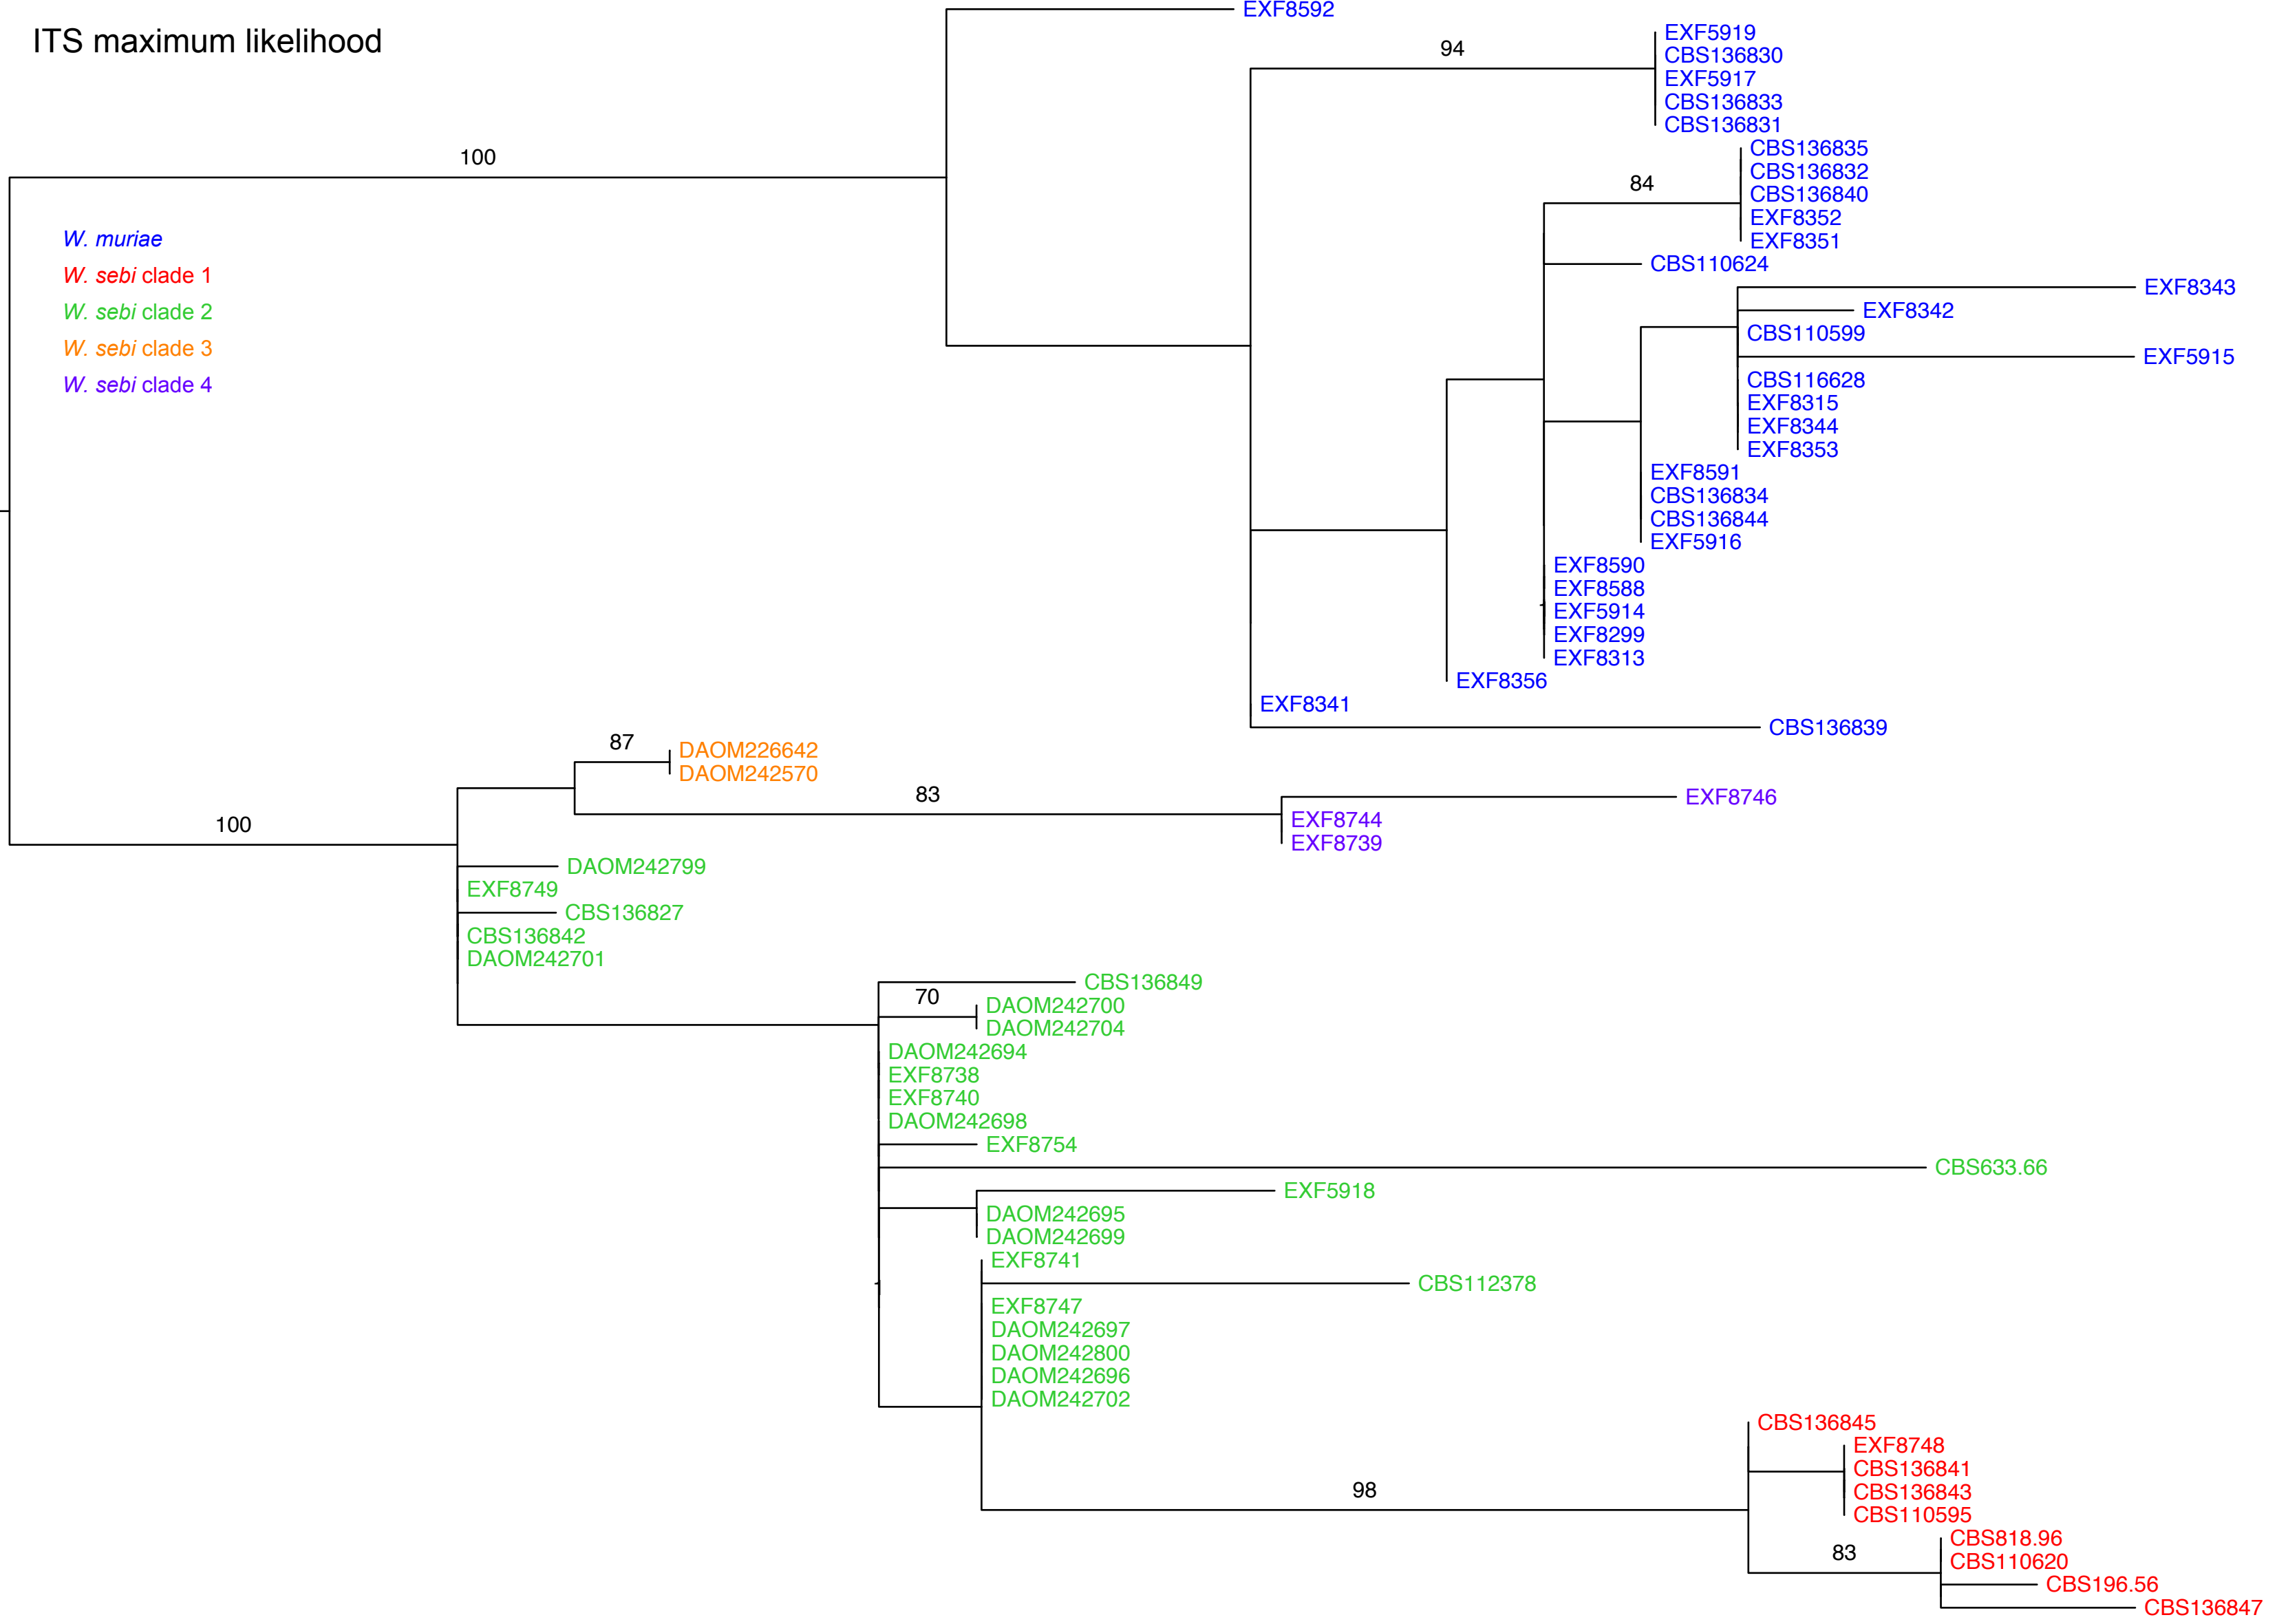 ITS maximum likelihood
EXF8592
94
EXF5919
CBS136830
EXF5917
CBS136833
CBS136831
100
CBS136835
CBS136832
84
CBS136840
EXF8352
EXF8351
CBS110624
W. muriae
W. sebi clade 1
W. sebi clade 2
W. sebi clade 3
W. sebi clade 4
EXF8343
EXF8342
CBS110599
EXF5915
CBS116628
EXF8315
EXF8344
EXF8353
EXF8591
CBS136834
CBS136844
EXF5916
EXF8590
EXF8588
EXF5914
EXF8299
EXF8313
EXF8356
EXF8341
CBS136839
87
DAOM226642
DAOM242570
83
EXF8746
EXF8744
EXF8739
100
DAOM242799
EXF8749
CBS136827
CBS136842
DAOM242701
CBS136849
70
DAOM242700
DAOM242704
DAOM242694
EXF8738
EXF8740
DAOM242698
EXF8754
CBS633.66
EXF5918
DAOM242695
DAOM242699
EXF8741
CBS112378
EXF8747
DAOM242697
DAOM242800
DAOM242696
DAOM242702
CBS136845
EXF8748
CBS136841
98
CBS136843
CBS110595
CBS818.96
83
CBS110620
CBS196.56
CBS136847